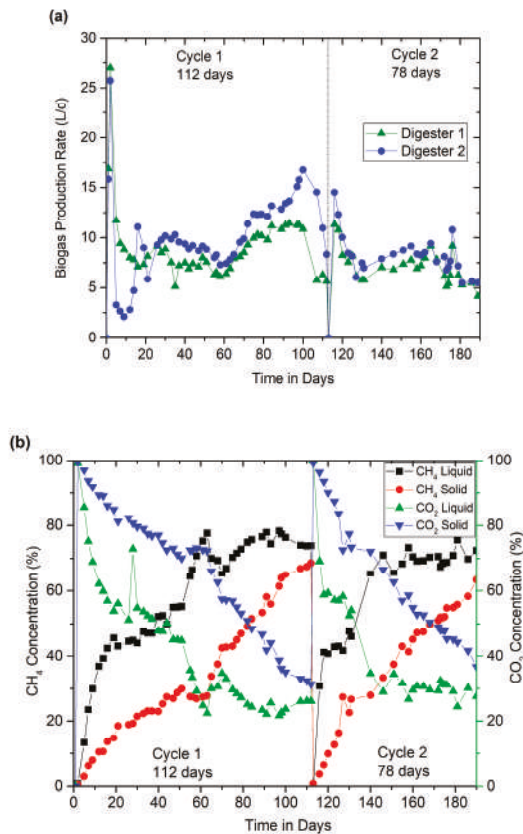 (a)
Cycle 1
112 days
Cycle 2
78 days
30
25
20
15
10
5
0
Biogas Production Rate (L/c)
Digester 1
Digester 2
0 20 40 60 80 100 120 140 160 180
Time in Days
(b)
100
80
60
40
20
0
CH₄ Concentration (%)
CH₄ Liquid
CH₄ Solid
CO₂ Liquid
CO₂ Solid
100
80
60
40
20
0
CO₂ Concentration (%)
Cycle 1
112 days
Cycle 2
78 days
0 20 40 60 80 100 120 140 160 180
Time in Days